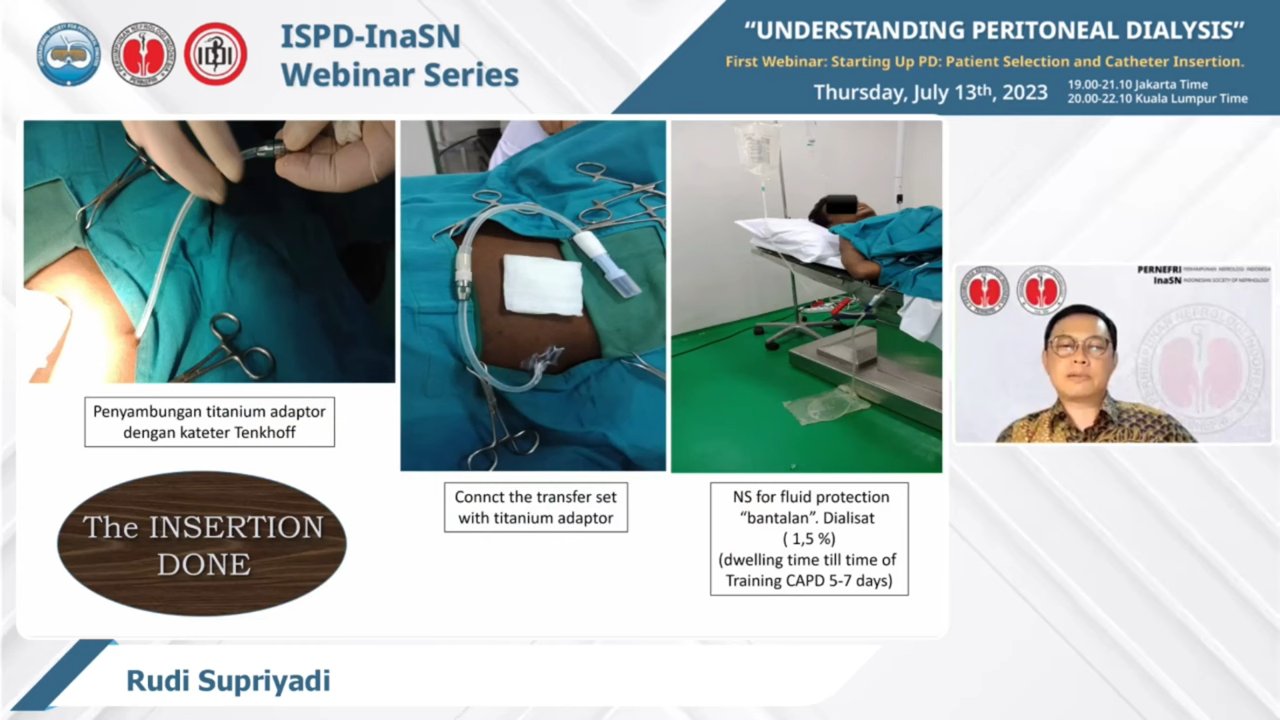 ISPD-InaSN
Webinar Series
“UNDERSTANDING PERITONEAL DIALYSIS”
First Webinar: Starting Up PD: Patient Selection and Catheter Insertion.
Thursday, July 13th, 2023
19.00-21.10 Jakarta Time
20.00-22.10 Kuala Lumpur Time
Penyambungan titanium adaptor
dengan kateter Tenkhoff
The INSERTION
DONE
Connct the transfer set
with titanium adaptor
NS for fluid protection
“bantalan”. Dialisat
( 1,5 %)
(dwelling time till time of
Training CAPD 5-7 days)
PERNEFRI PERHIMPUNAN NEFROLOGI INDONESIA
InaSN INDONESIAN SOCIETY OF NEPHROLOGY
Rudi Supriyadi